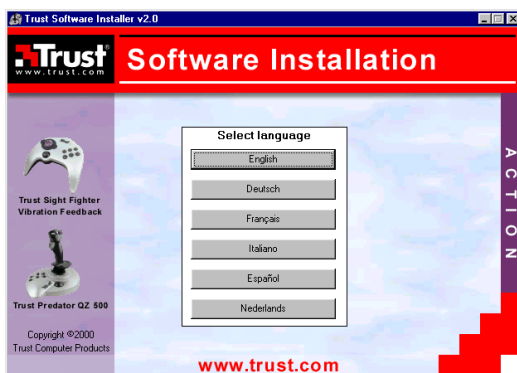 Trust Software Installer v2.0
Trust
www.trust.com
Software Installation
Select language
English
Deutsch
Français
Italiano
Español
Nederlands
Trust Sight Fighter
Vibration Feedback
Trust Predator QZ 500
Copyright ©2000
Trust Computer Products
ACTION
www.trust.com